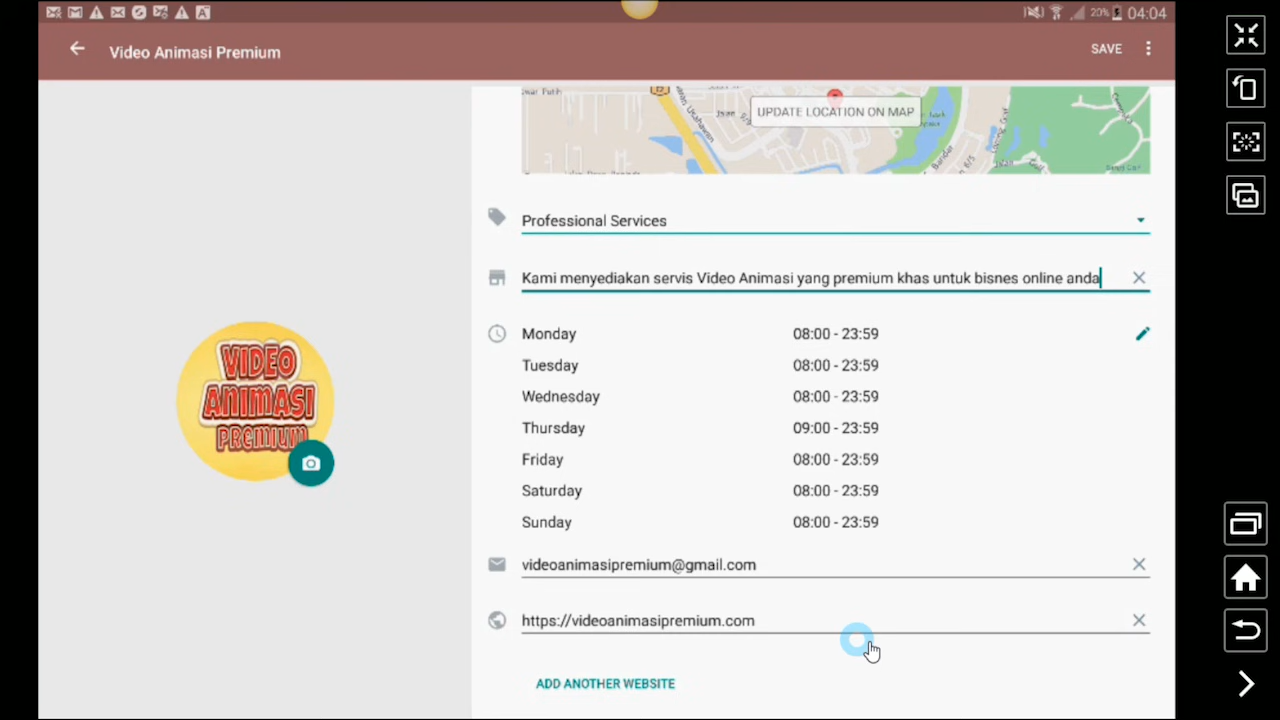 20% 04:04
Video Animasi Premium
SAVE
UPDATE LOCATION ON MAP
Professional Services
Kami menyediakan servis Video Animasi yang premium khas untuk bisnes online anda
Monday 08:00 - 23:59
Tuesday 08:00 - 23:59
Wednesday 08:00 - 23:59
Thursday 09:00 - 23:59
Friday 08:00 - 23:59
Saturday 08:00 - 23:59
Sunday 08:00 - 23:59
VIDEO
ANIMASI
PREMIUM
videoanimasipremium@gmail.com
https://videoanimasipremium.com
ADD ANOTHER WEBSITE